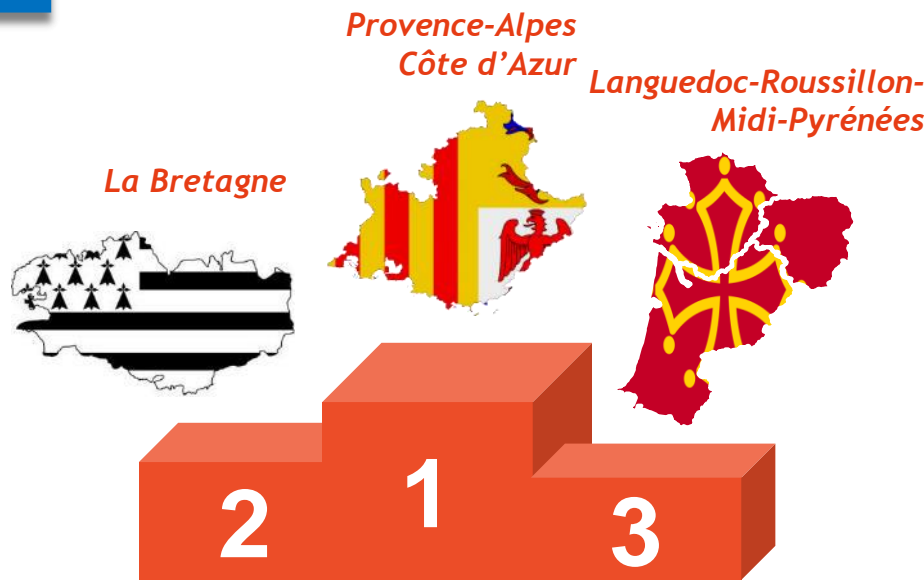 Provence-Alpes
Côte d’Azur
Languedoc-Roussillon-
Midi-Pyrénées
La Bretagne
2
1
3